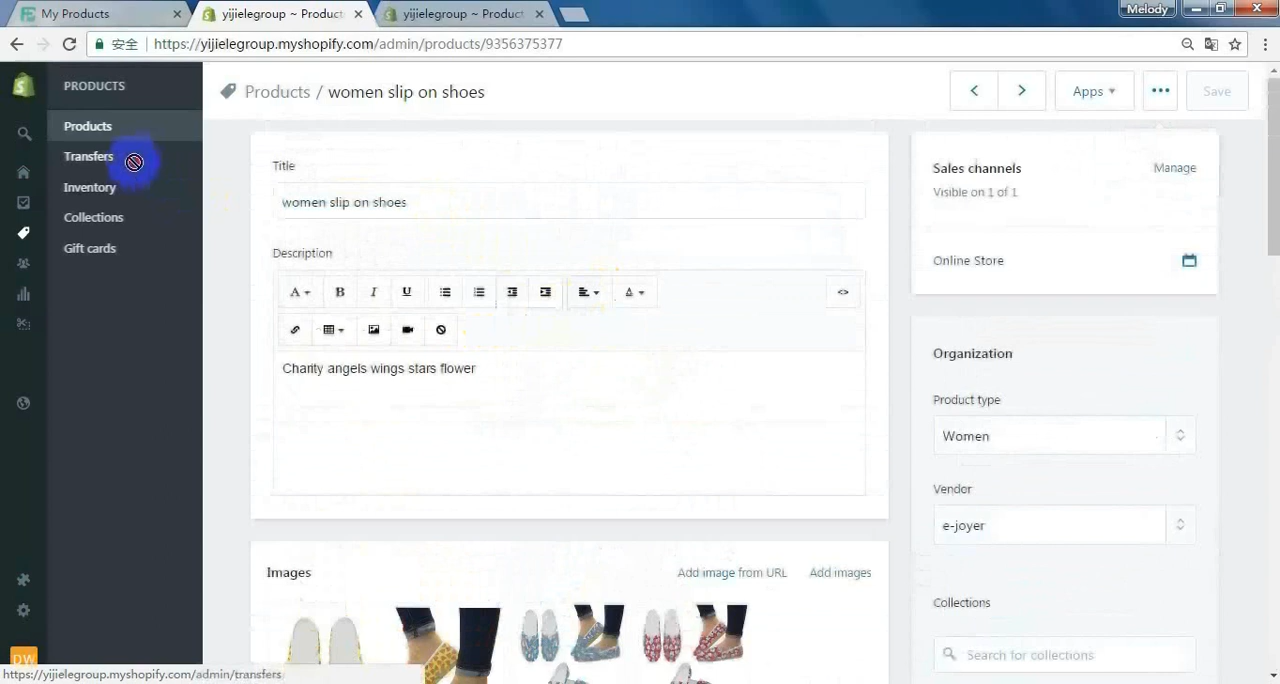 My Products
yijielegroup ~ Product
yijielegroup ~ Product
Melody
安全
https://yijielegroup.myshopify.com/admin/products/9356375377
PRODUCTS
Products
Transfers
Inventory
Collections
Gift cards
DW
Products / women slip on shoes
Apps
Save
Title
women slip on shoes
Description
A
B
I
U
A
<>
Charity angels wings stars flower
Images
Add image from URL
Add images
Sales channels
Manage
Visible on 1 of 1
Online Store
Organization
Product type
Women
Vendor
e-joyer
Collections
Search for collections
https://yijielegroup.myshopify.com/admin/transfers